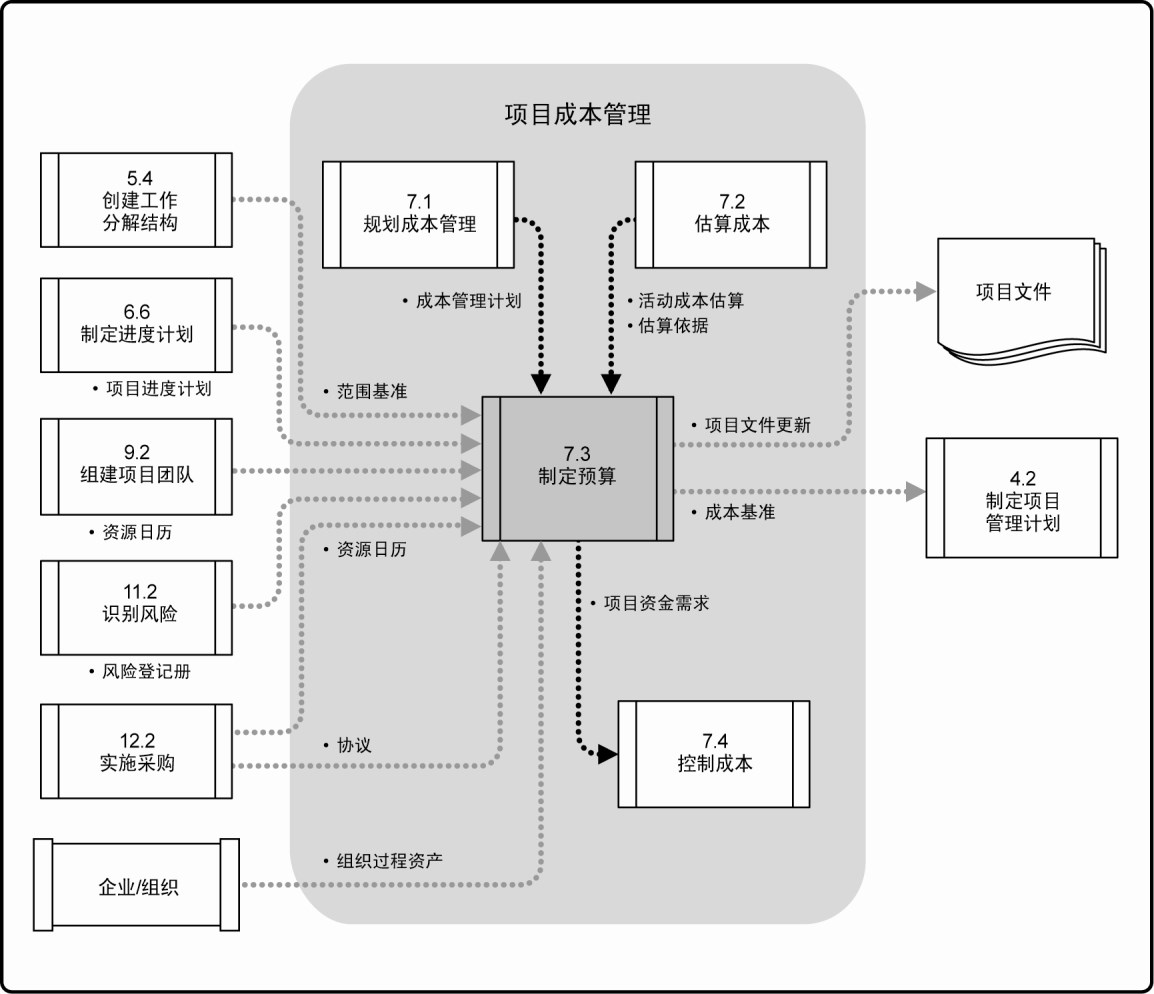 项目成本管理
5.4
创建工作
分解结构
7.1
规划成本管理
7.2
估算成本
项目文件
6.6
制定进度计划
• 项目进度计划
• 成本管理计划
• 活动成本估算
• 估算依据
• 范围基准
9.2
组建项目团队
• 资源日历
7.3
制定预算
• 项目文件更新
• 成本基准
4.2
制定项目
管理计划
• 资源日历
11.2
识别风险
• 风险登记册
• 项目资金需求
12.2
实施采购
• 协议
7.4
控制成本
企业/组织
• 组织过程资产